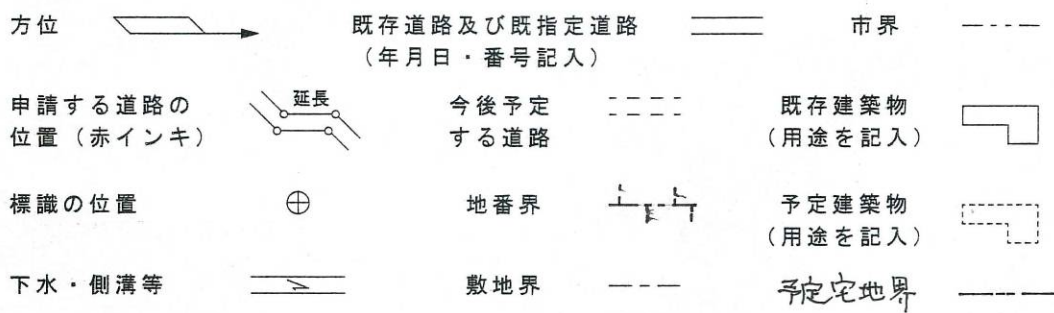 方位
既存道路及び既指定道路
(年月日・番号記入)
市界
申請する道路の
位置(赤インキ)
延長
今後予定
する道路
既存建築物
(用途を記入)
標識の位置
地番界
予定建築物
(用途を記入)
下水・側溝等
敷地界
予定宅地界